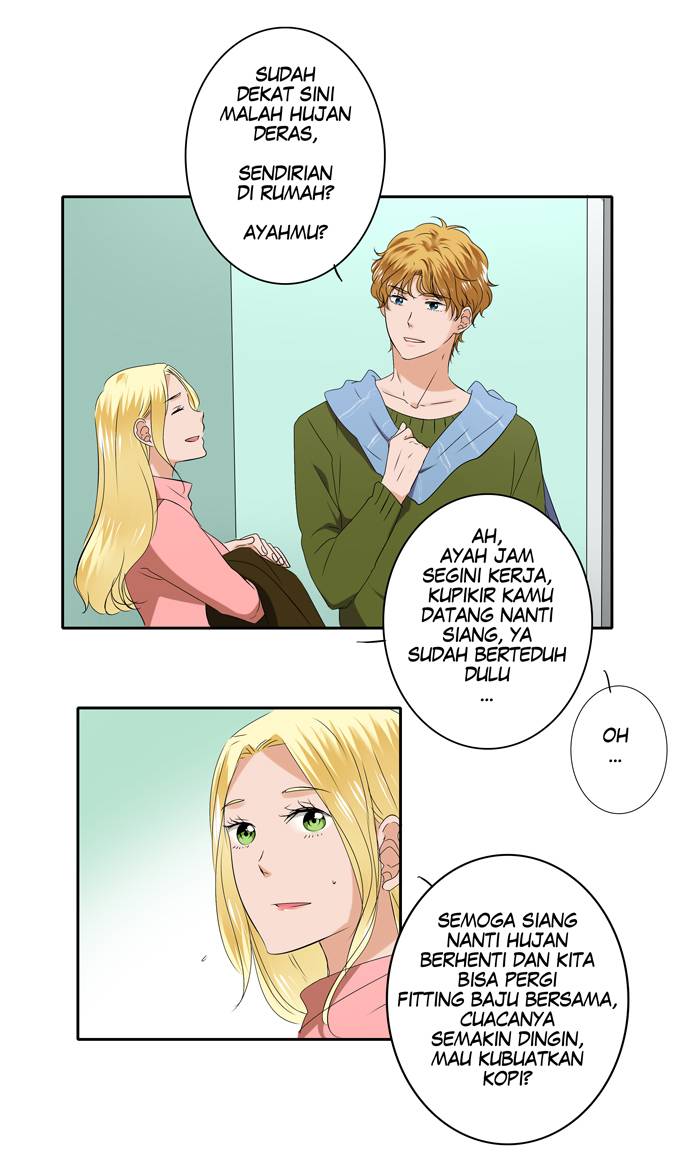 SUDAH
DEKAT SINI
MALAH HUJAN
DERAS,
SENDIRIAN
DI RUMAH?
AYAHMU?
AH,
AYAH JAM
SEGINI KERJA,
KUPIKIR KAMU
DATANG NANTI
SIANG, YA
SUDAH BERTEDUH
DULU
...
OH
...
SEMOGA SIANG
NANTI HUJAN
BERHENTI DAN KITA
BISA PERGI
FITTING BAJU BERSAMA,
CUACANYA
SEMAKIN DINGIN,
MAU KUBUATKAN
KOPI?